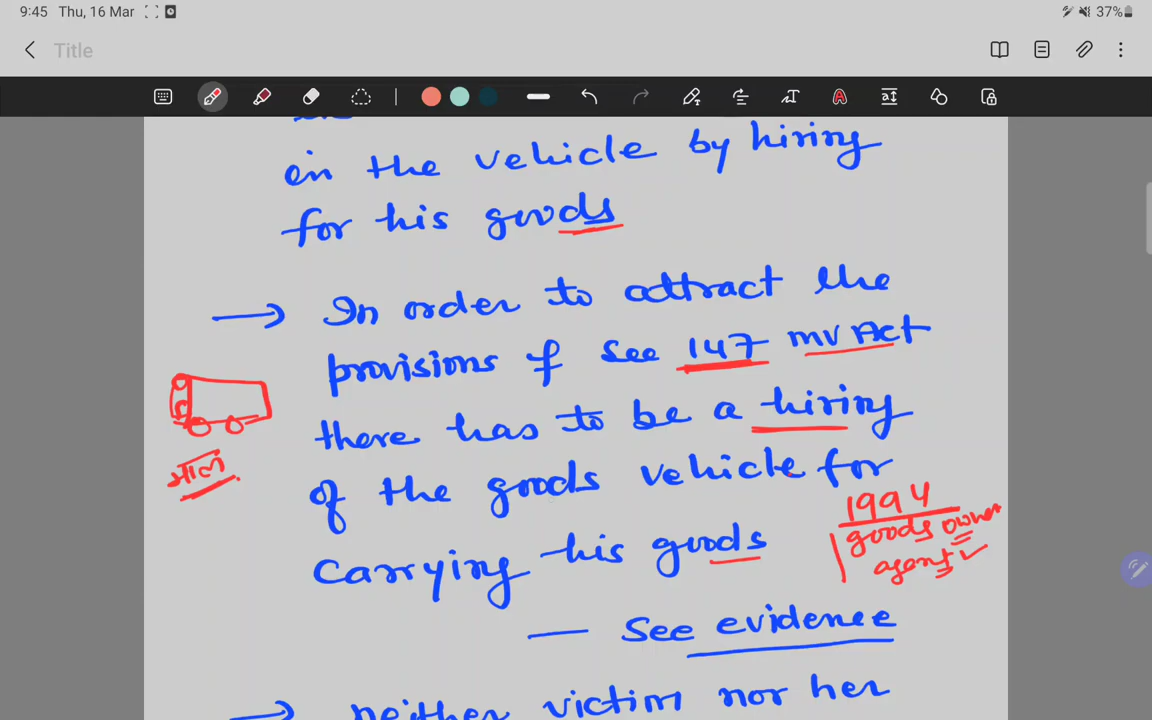 9:45 Thu, 16 Mar
37%
Title
in the vehicle by hiring
for his goods
→ In order to attract the
provisions of See 147 MV Act
there has to be a hiring
of the goods vehicle for
1994
goods owner
carrying his goods
agent ✓
माल
— See evidence
→ neither victim nor her